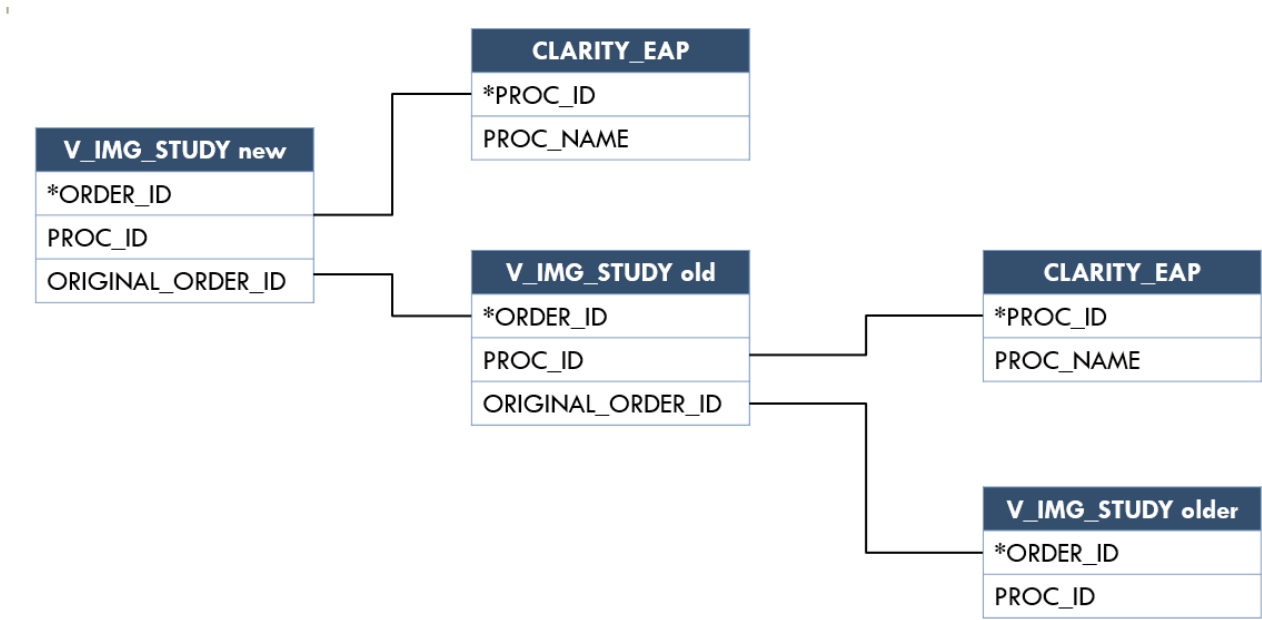 CLARITY_EAP
*PROC_ID
PROC_NAME
V_IMG_STUDY new
*ORDER_ID
PROC_ID
ORIGINAL_ORDER_ID
V_IMG_STUDY old
*ORDER_ID
PROC_ID
ORIGINAL_ORDER_ID
CLARITY_EAP
*PROC_ID
PROC_NAME
V_IMG_STUDY older
*ORDER_ID
PROC_ID